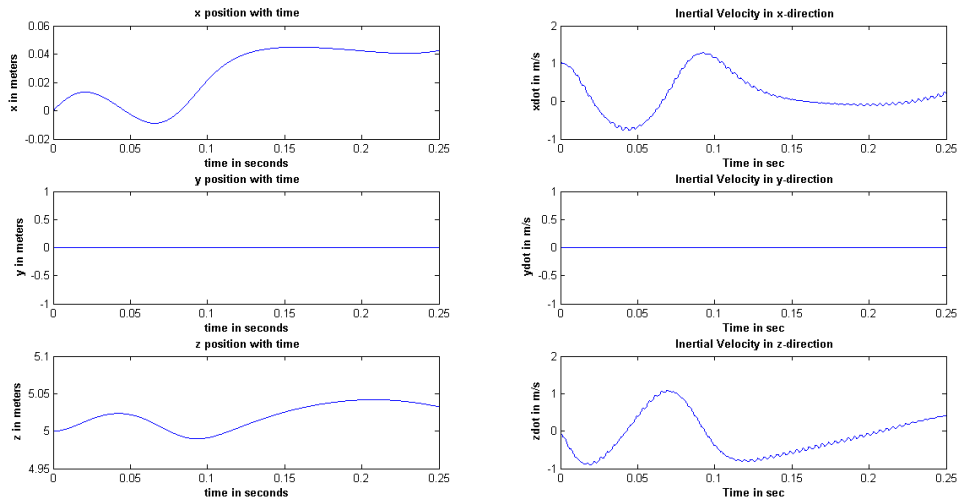 x position with time
0.06
0.04
0.02
0
-0.02
x in meters
0 0.05 0.1 0.15 0.2 0.25
time in seconds
Inertial Velocity in x-direction
2
1
0
-1
xdot in m/s
0 0.05 0.1 0.15 0.2 0.25
Time in sec
y position with time
1
0.5
0
-0.5
-1
y in meters
0 0.05 0.1 0.15 0.2 0.25
time in seconds
Inertial Velocity in y-direction
1
0.5
0
-0.5
-1
ydot in m/s
0 0.05 0.1 0.15 0.2 0.25
Time in sec
z position with time
5.1
5.05
5
4.95
z in meters
0 0.05 0.1 0.15 0.2 0.25
time in seconds
Inertial Velocity in z-direction
2
1
0
-1
zdot in m/s
0 0.05 0.1 0.15 0.2 0.25
Time in sec